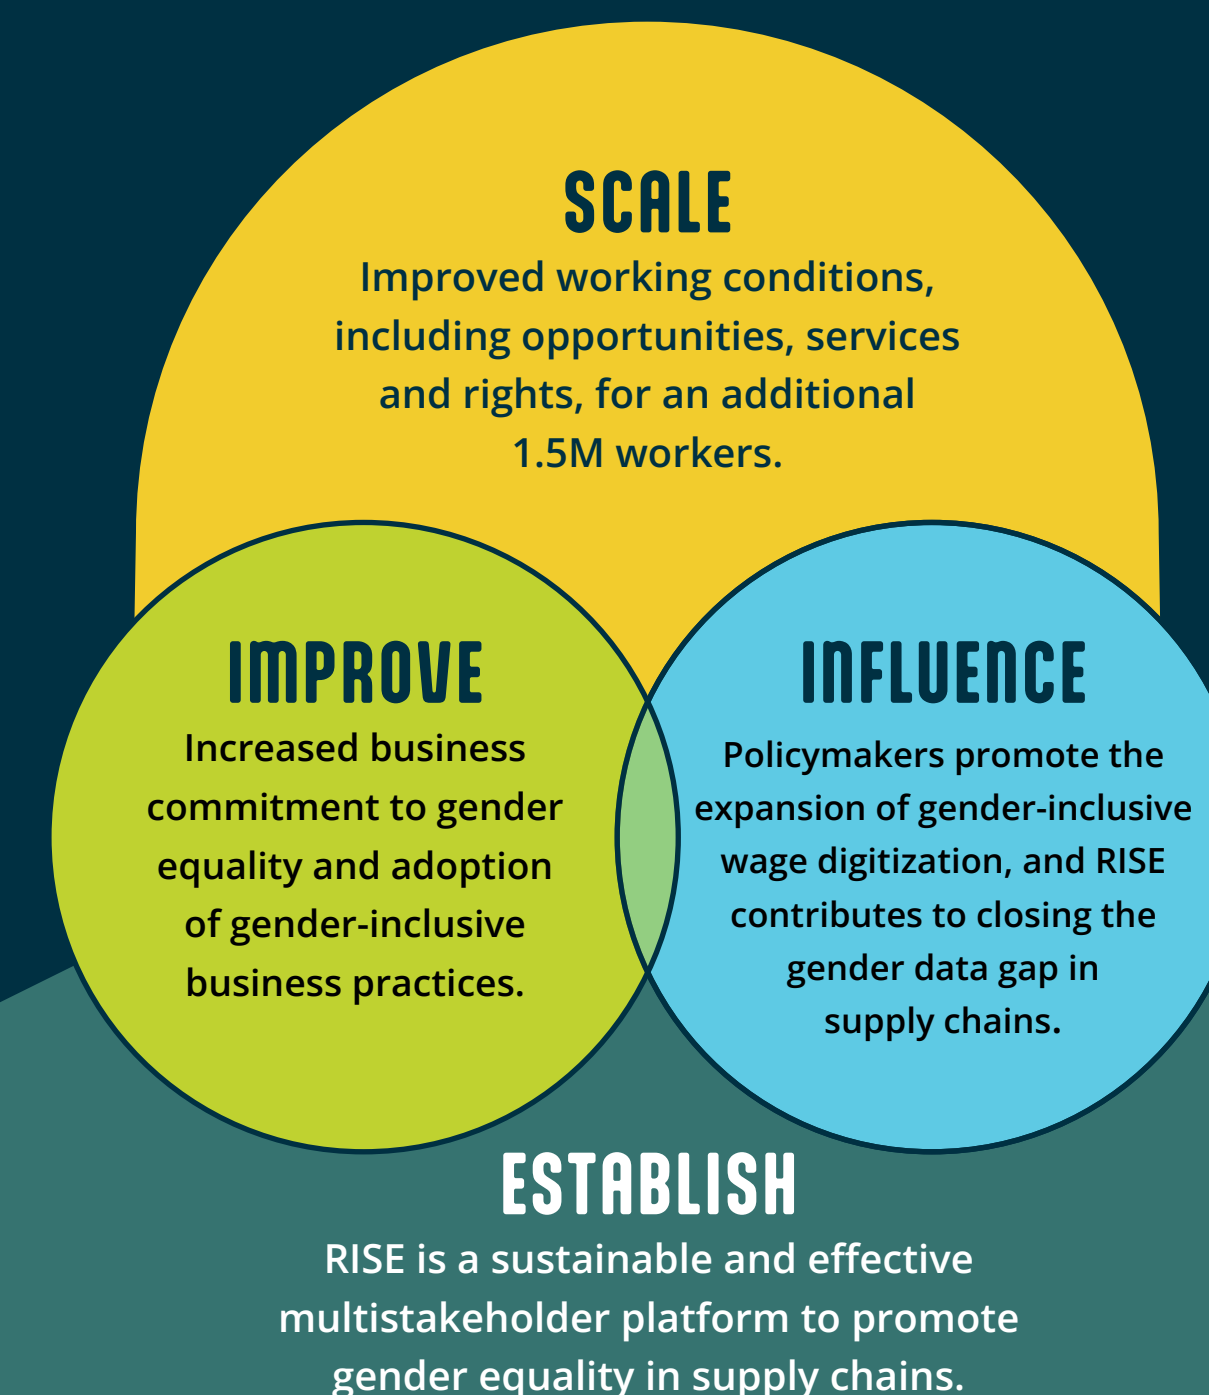 SCALE
Improved working conditions,
including opportunities, services
and rights, for an additional
1.5M workers.
IMPROVE
Increased business
commitment to gender
equality and adoption
of gender-inclusive
business practices.
INFLUENCE
Policymakers promote the
expansion of gender-inclusive
wage digitization, and RISE
contributes to closing the
gender data gap in
supply chains.
ESTABLISH
RISE is a sustainable and effective
multistakeholder platform to promote
gender equality in supply chains.